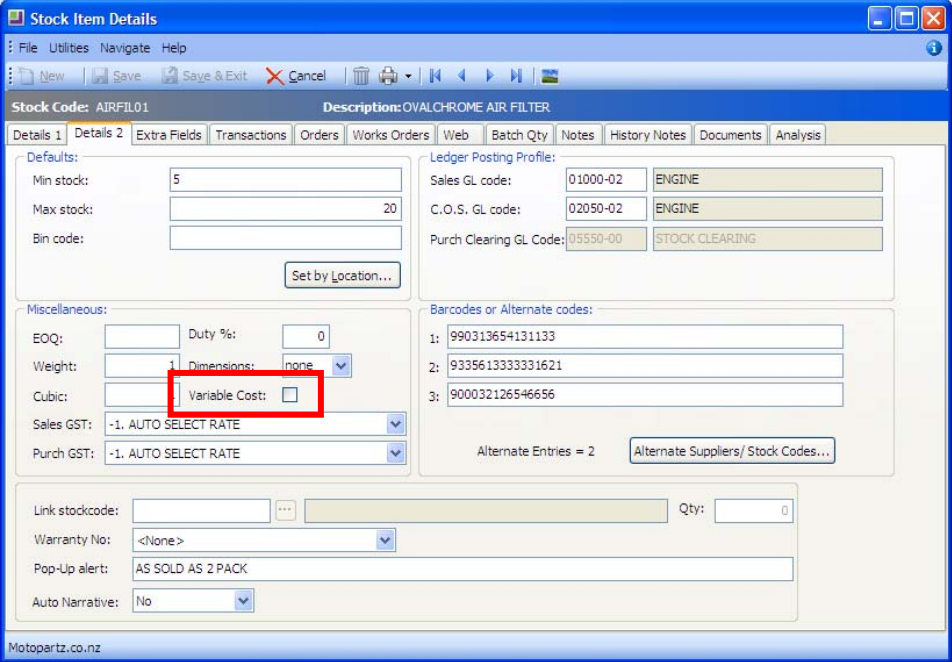 Stock Item Details
File Utilities Navigate Help
New Save Save & Exit Cancel
Stock Code: AIRFIL01 Description: OVALCHROME AIR FILTER
Details 1 Details 2 Extra Fields Transactions Orders Works Orders Web Batch Qty Notes History Notes Documents Analysis
Defaults:
Min stock: 5
Max stock: 20
Bin code:
Set by Location...
Ledger Posting Profile:
Sales GL code: 01000-02 ENGINE
C.O.S. GL code: 02050-02 ENGINE
Purch Clearing GL Code: 05550-00 STOCK CLEARING
Miscellaneous:
EOQ: Duty %: 0
Weight: 1 Dimensions: none
Cubic: Variable Cost:
Sales GST: -1. AUTO SELECT RATE
Purch GST: -1. AUTO SELECT RATE
Barcodes or Alternate codes:
1: 990313654131133
2: 9335613333331621
3: 900032126546656
Alternate Entries = 2 Alternate Suppliers/ Stock Codes...
Link stockcode: ... Qty: 0
Warranty No: <None>
Pop-Up alert: AS SOLD AS 2 PACK
Auto Narrative: No
Motopartz.co.nz